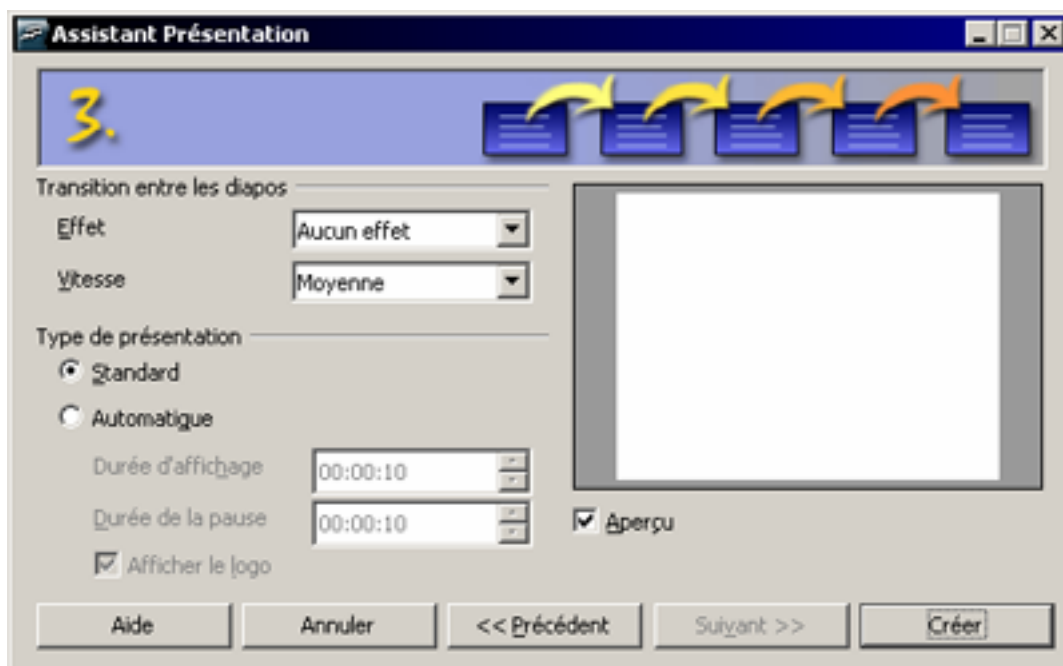 Assistant Présentation
3.
Transition entre les diapos
Effet
Aucun effet
Vitesse
Moyenne
Type de présentation
Standard
Automatique
Durée d'affichage
00:00:10
Durée de la pause
00:00:10
Aperçu
Afficher le logo
Aide
Annuler
<< Précédent
Suivant >>
Créer